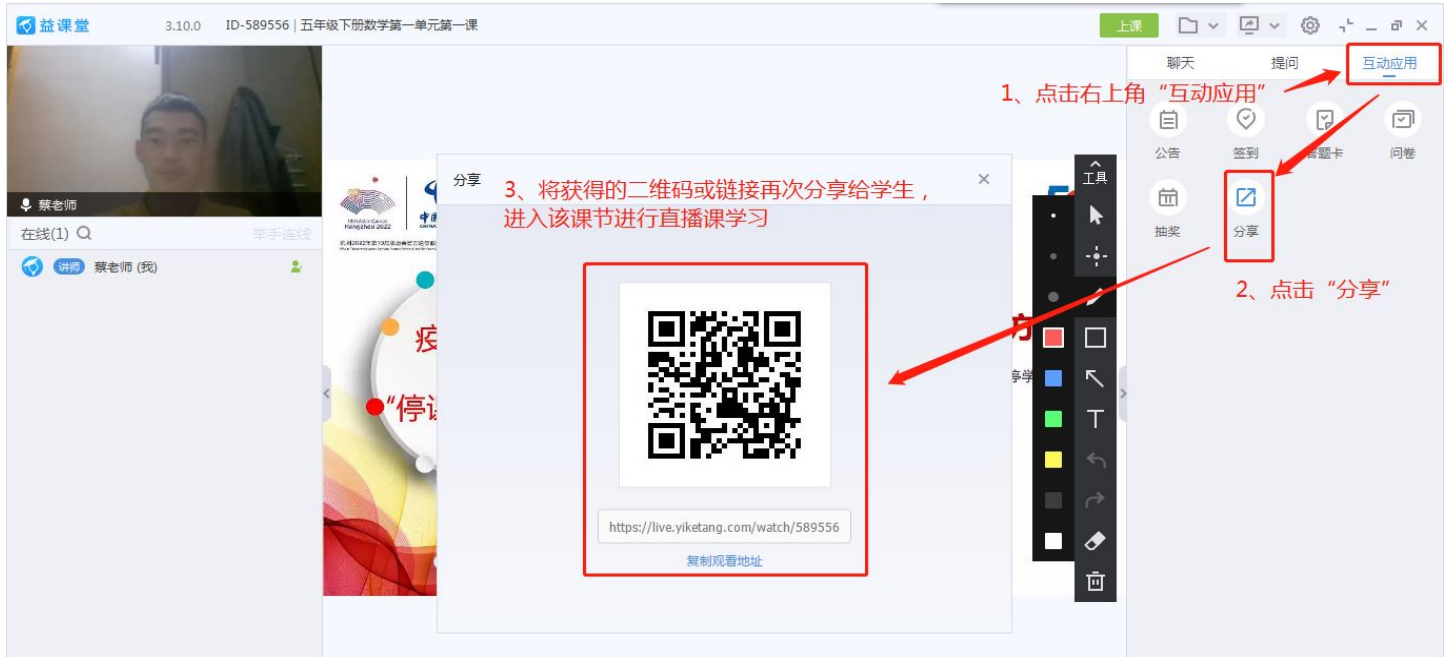 益课堂
3.10.0
ID-589556 | 五年级下册数学第一单元第一课
上课
聊天
提问
互动应用
1、点击右上角“互动应用”
公告
签到
答题卡
问卷
抽奖
分享
2、点击“分享”
蔡老师
在线(1)
举手连线
讲师
蔡老师 (我)
Hangzhou 2022
分享
3、将获得的二维码或链接再次分享给学生，
进入该课节进行直播课学习
https://live.yiketang.com/watch/589556
复制观看地址
疫
“停课
方
停学
工具
T